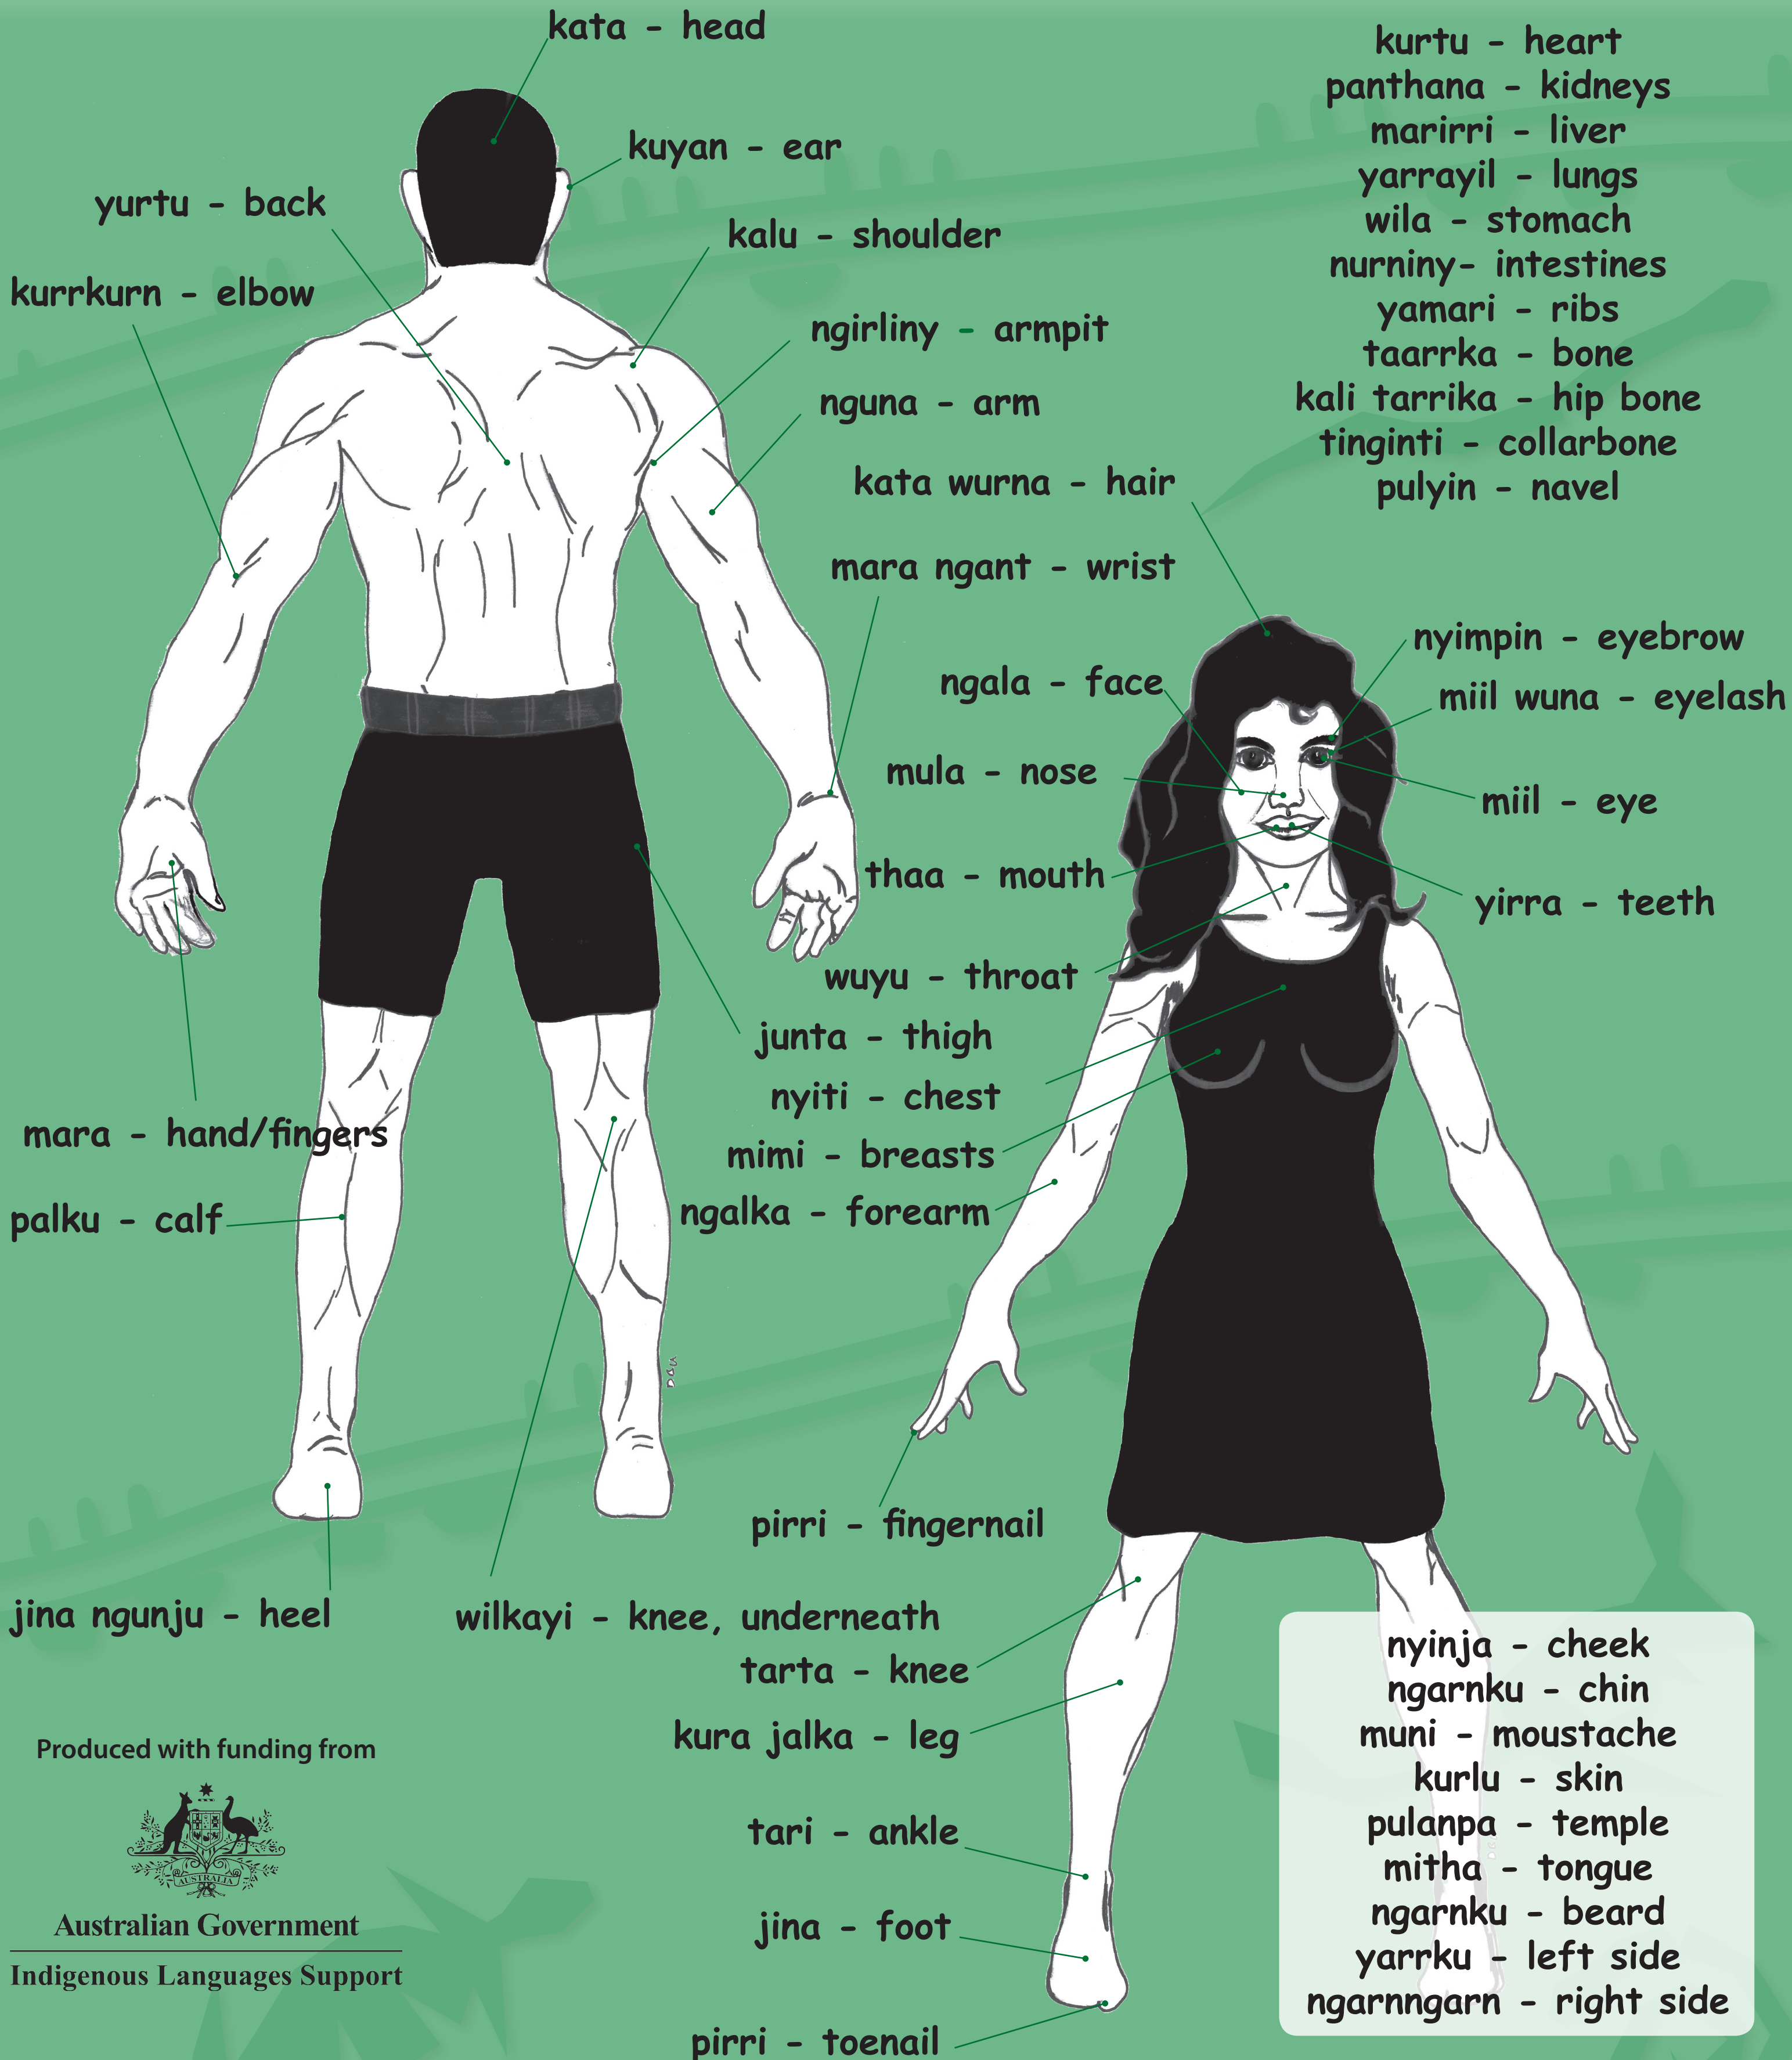 kata - head
kuyan - ear
yurtu - back
kalu - shoulder
kurrkurn - elbow
ngirliny - armpit
nguna - arm
kata wurna - hair
mara ngant - wrist
kurtu - heart
panthana - kidneys
marirri - liver
yarrayil - lungs
wila - stomach
nurniny- intestines
yamari - ribs
taarrka - bone
kali tarrika - hip bone
tinginti - collarbone
pulyin - navel
nyimpin - eyebrow
ngala - face
miil wuna - eyelash
mula - nose
miil - eye
thaa - mouth
yirra - teeth
wuyu - throat
junta - thigh
nyiti - chest
mara - hand/fingers
mimi - breasts
palku - calf
ngalka - forearm
pirri - fingernail
jina ngunju - heel
wilkayi - knee, underneath
tarta - knee
kura jalka - leg
tari - ankle
jina - foot
pirri - toenail
nyinja - cheek
ngarnku - chin
muni - moustache
kurlu - skin
pulanpa - temple
mitha - tongue
ngarnku - beard
yarrku - left side
ngarnngarn - right side
Produced with funding from
AUSTRALIA
Australian Government
Indigenous Languages Support